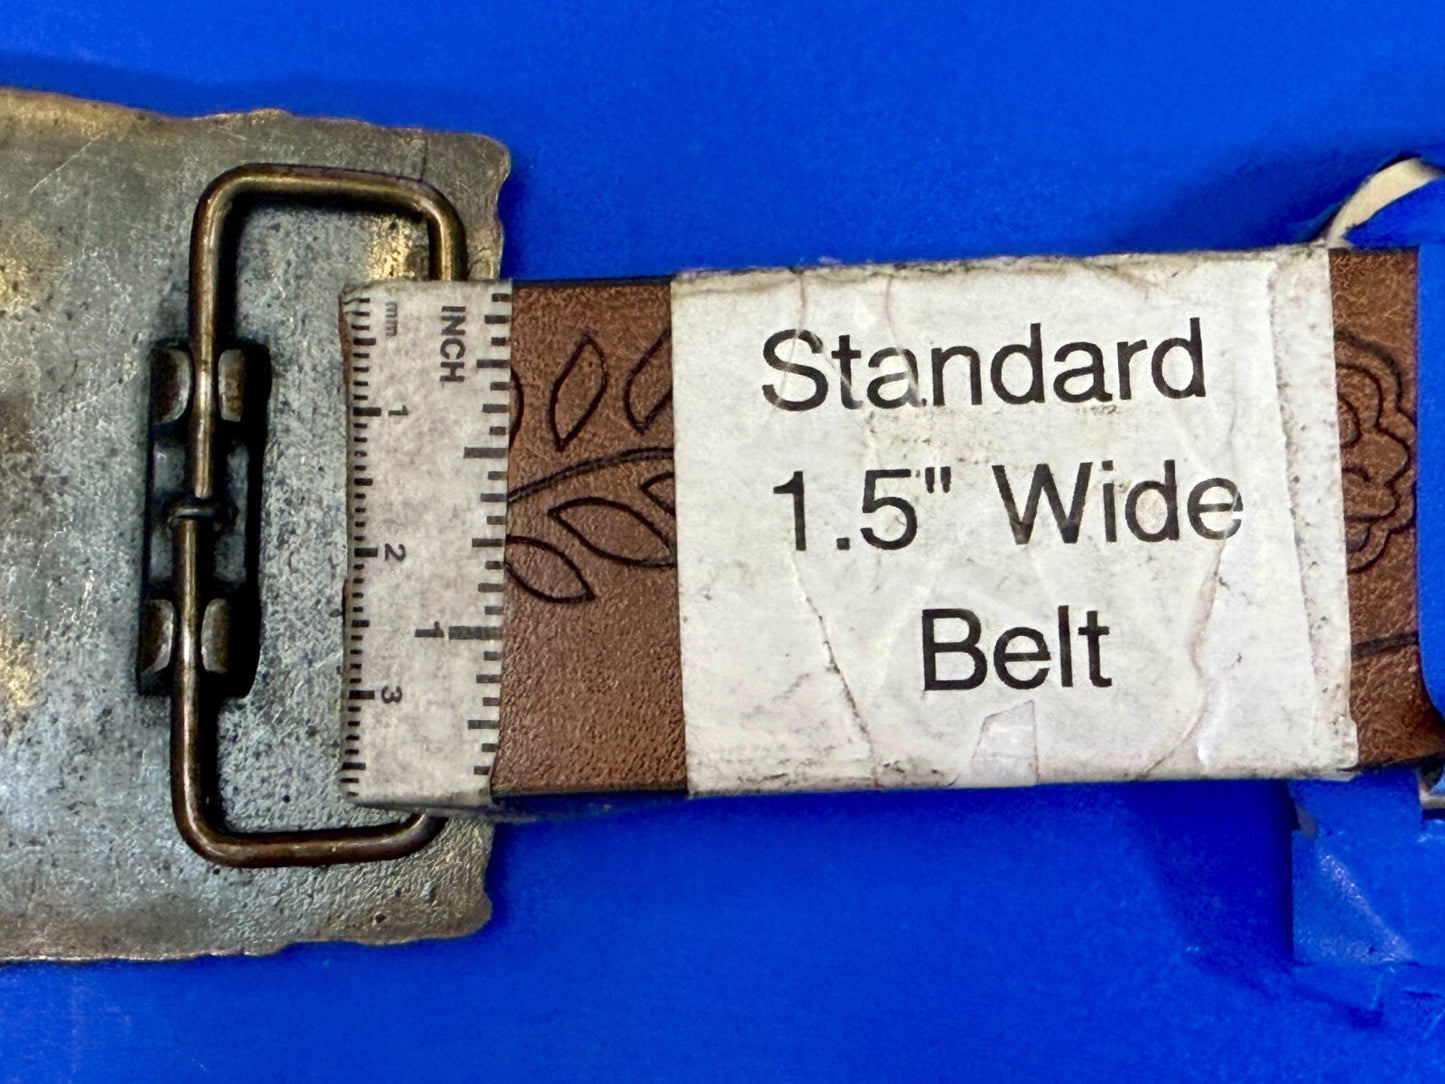 mm
INCH
1
2
1
3
Standard
1.5" Wide
Belt